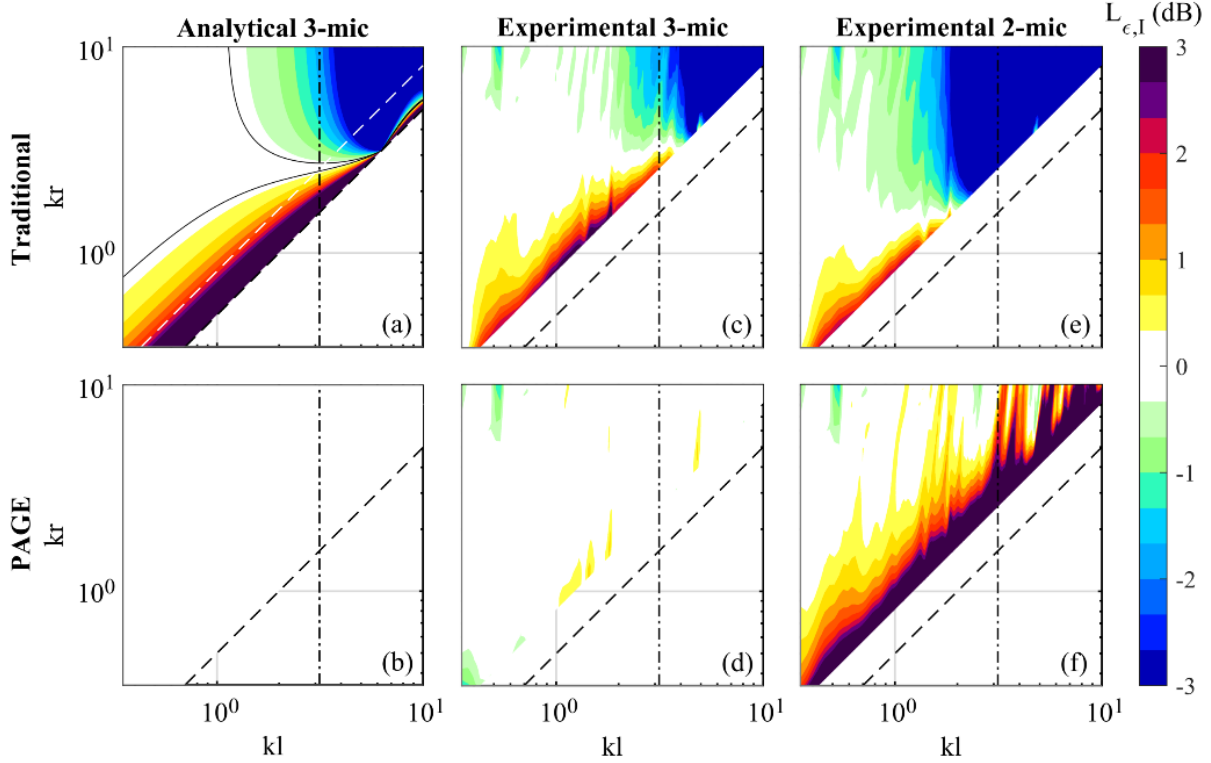 Analytical 3-mic Experimental 3-mic Experimental 2-mic L_{ϵ,I} (dB)
Traditional
kr
10^1
10^0
(a)
(c)
(e)
3
2
1
0
-1
-2
-3
PAGE
kr
10^1
10^0
(b)
(d)
(f)
10^0 10^1 10^0 10^1 10^0 10^1
kl kl kl